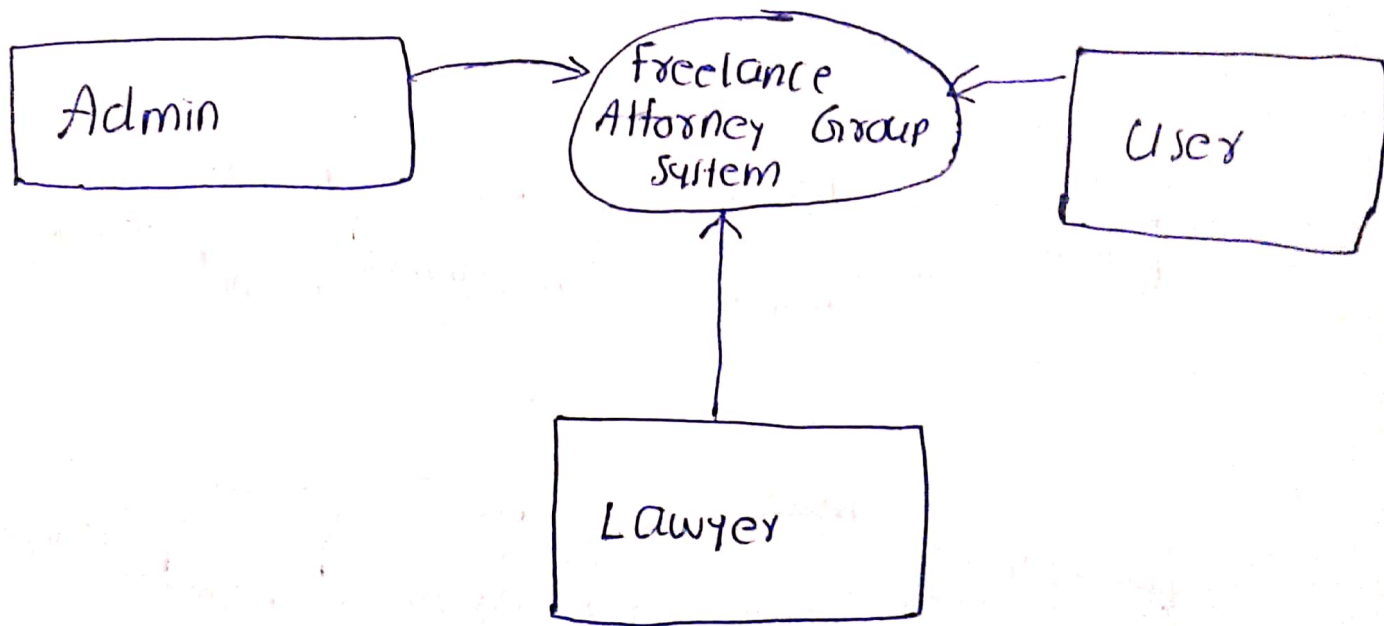 Admin
Freelance
Attorney Group
System
User
Lawyer